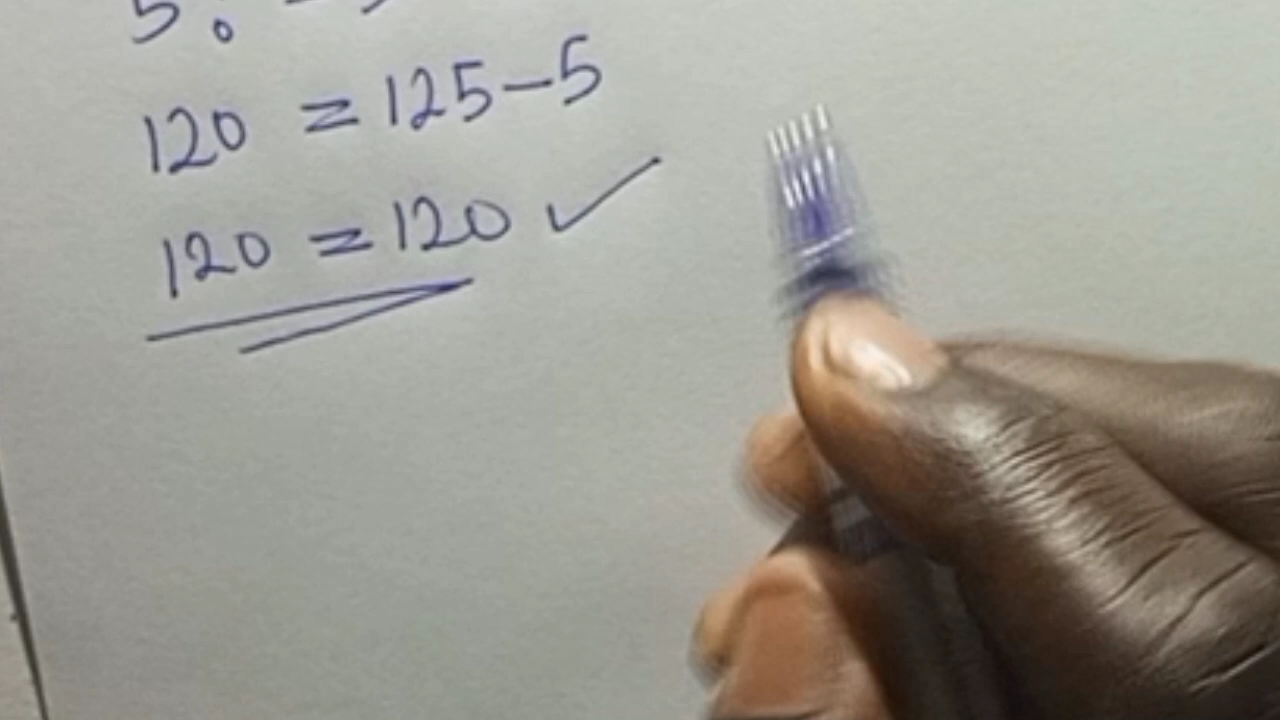 120 = 125-5
120 = 120 ✓